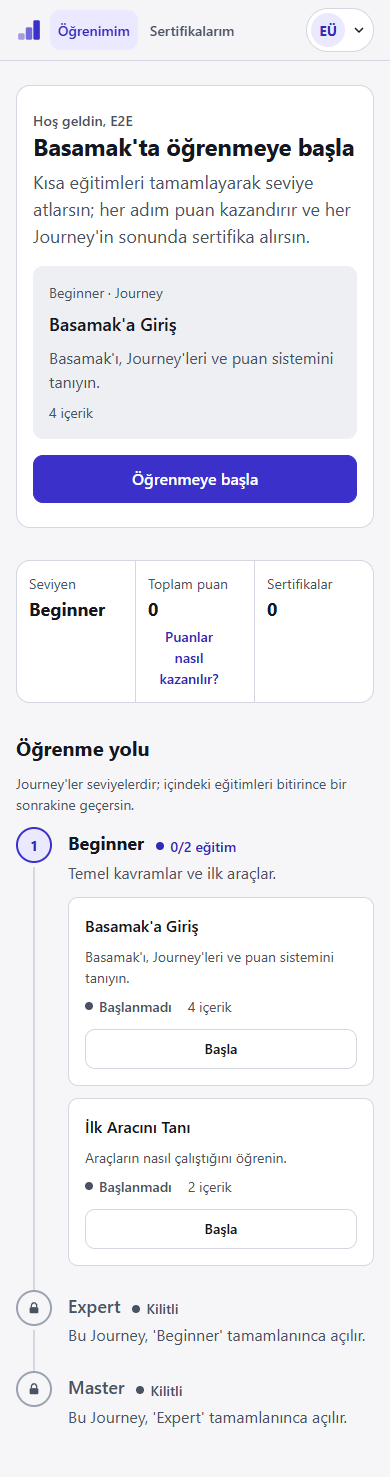 Öğrenimim
Sertifikalarım
EÜ
Hoş geldin, E2E
Basamak'ta öğrenmeye başla
Kısa eğitimleri tamamlayarak seviye
atlarsın; her adım puan kazandırır ve her
Journey'in sonunda sertifika alırsın.
Beginner · Journey
Basamak'a Giriş
Basamak'ı, Journey'leri ve puan sistemini
tanıyın.
4 içerik
Öğrenmeye başla
Seviyen
Beginner
Toplam puan
0
Puanlar
nasıl
kazanılır?
Sertifikalar
0
Öğrenme yolu
Journey'ler seviyelerdir; içindeki eğitimleri bitirince bir
sonrakine geçersin.
1
Beginner
0/2 eğitim
Temel kavramlar ve ilk araçlar.
Basamak'a Giriş
Basamak'ı, Journey'leri ve puan sistemini
tanıyın.
Başlanmadı
4 içerik
Başla
İlk Aracını Tanı
Araçların nasıl çalıştığını öğrenin.
Başlanmadı
2 içerik
Başla
Expert
Kilitli
Bu Journey, 'Beginner' tamamlanınca açılır.
Master
Kilitli
Bu Journey, 'Expert' tamamlanınca açılır.